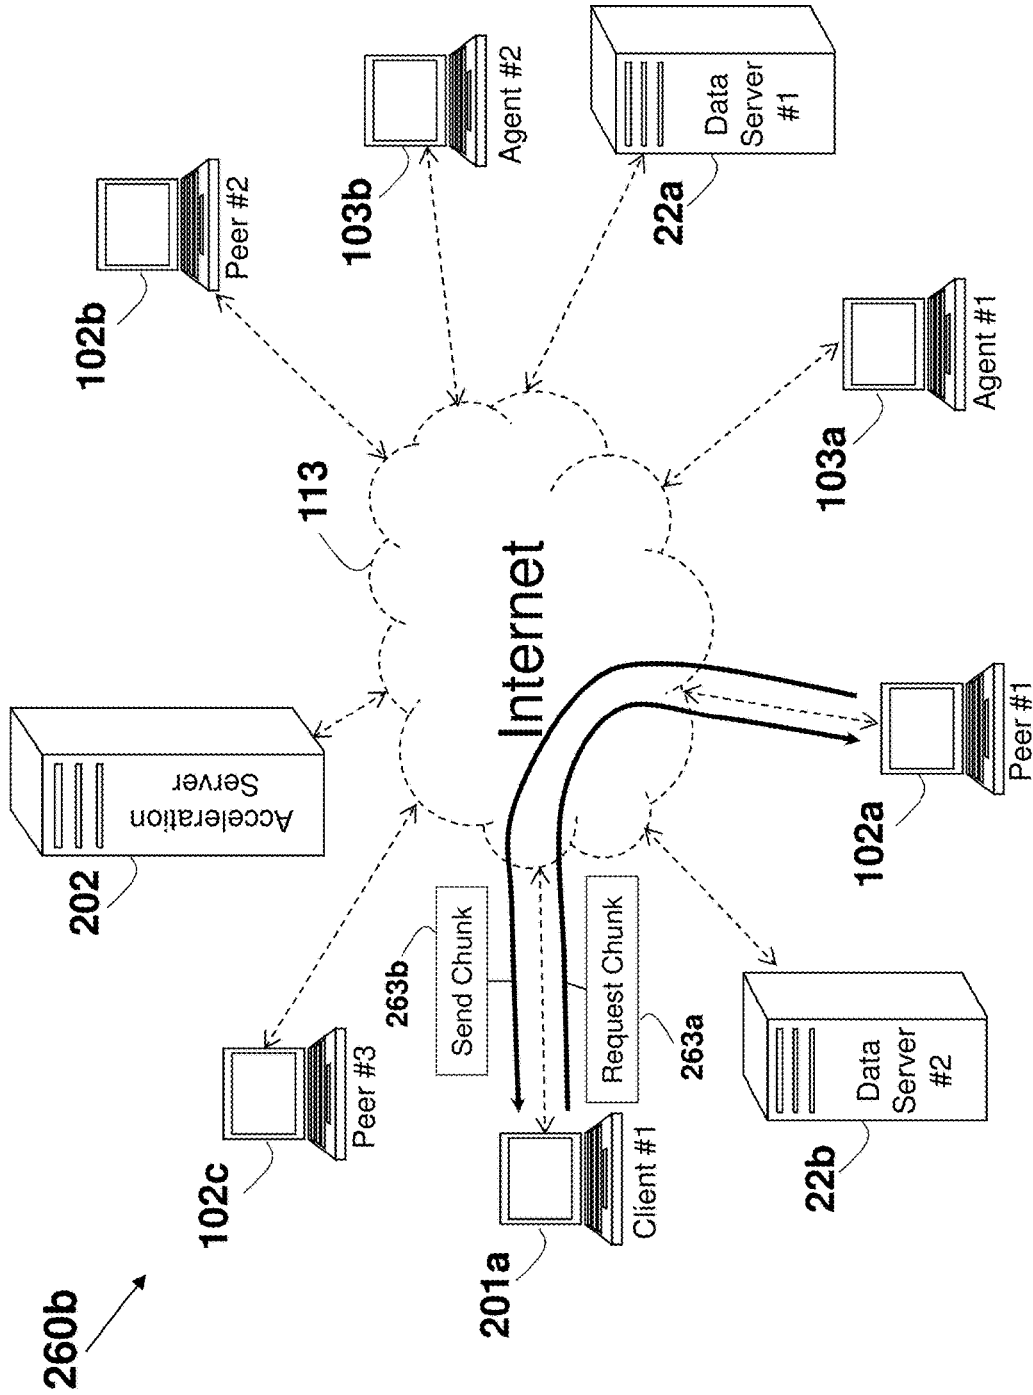 260b
102c
Peer #3
202
Acceleration
Server
102b
Peer #2
113
103b
Agent #2
Internet
201a
Client #1
263b
Send Chunk
Request Chunk
263a
22a
Data
Server
#1
22b
Data
Server
#2
102a
Peer #1
103a
Agent #1